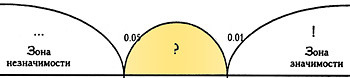 ...
0.05
?
0.01
!
Зона
незначимости
Зона
значимости